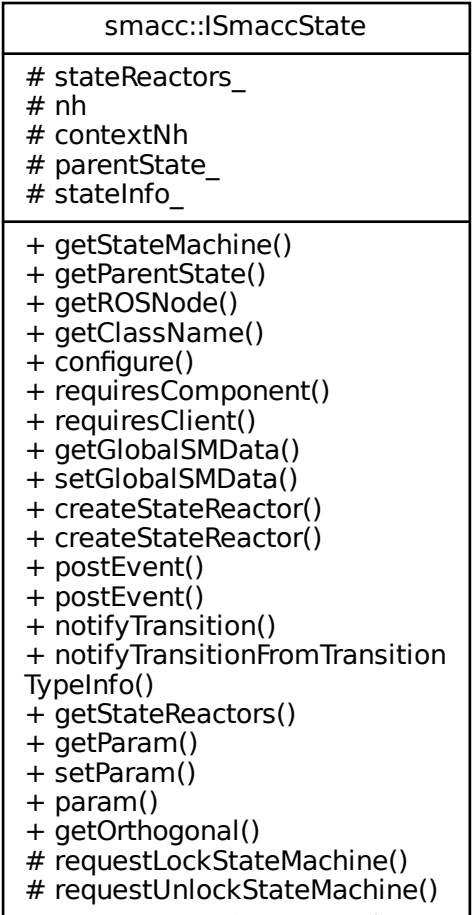 smacc::ISmaccState
# stateReactors_
# nh
# contextNh
# parentState_
# stateInfo_
+ getStateMachine()
+ getParentState()
+ getROSNode()
+ getClassName()
+ configure()
+ requiresComponent()
+ requiresClient()
+ getGlobalSMData()
+ setGlobalSMData()
+ createStateReactor()
+ createStateReactor()
+ postEvent()
+ postEvent()
+ notifyTransition()
+ notifyTransitionFromTransition
TypeInfo()
+ getStateReactors()
+ getParam()
+ setParam()
+ param()
+ getOrthogonal()
# requestLockStateMachine()
# requestUnlockStateMachine()